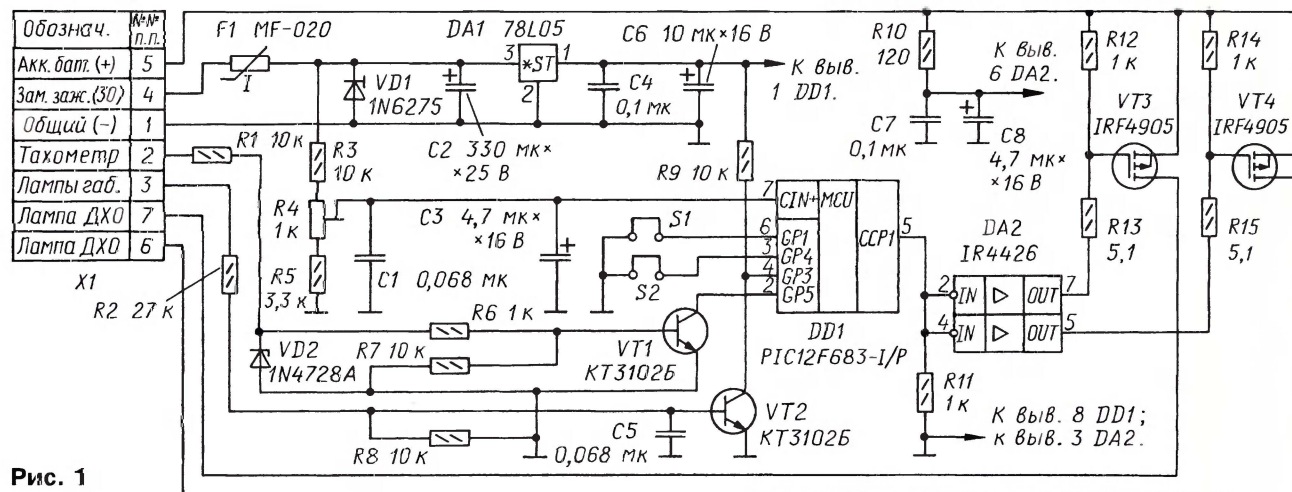 Обознач. №№ п.п.
Акк. бат. (+) 5
Зам. заж.(30) 4
Общий (−) 1
Тахометр 2
Лампы габ. 3
Лампа ДХО 7
Лампа ДХО 6
X1
F1 MF-020
I
VD1
1N6275
DA1 78L05
3 *ST 1
2
C2 330 мк×
×25 В
C4
0,1 мк
C6 10 мк×16 В
К выв.
1 DD1.
R10
120
К выв.
6 DA2.
C7
0,1мк
C8
4,7 мк×
×16 В
R12
1 к
VT3
IRF4905
R14
1 к
VT4
IRF4905
R1 10 к
R3
10 к
R4
1 к
R5
3,3 к
C1 0,068 мк
C3 4,7 мк×
×16 В
R9 10 к
S1
S2
7 CIN+ MCU
6 GP1
3 GP4
4 GP3
2 GP5
CCP1 5
DD1
PIC12F683-I/P
DA2
IR4426
2 IN ▷ OUT 7
4 IN ▷ OUT 5
R13
5,1
R15
5,1
R2 27 к
VD2
1N4728A
R6 1 к
R7 10 к
VT1
КТ3102Б
R8 10 к
C5
0,068 мк
VT2
КТ3102Б
R11
1 к
К выв. 8 DD1;
к выв. 3 DA2.
Рис. 1